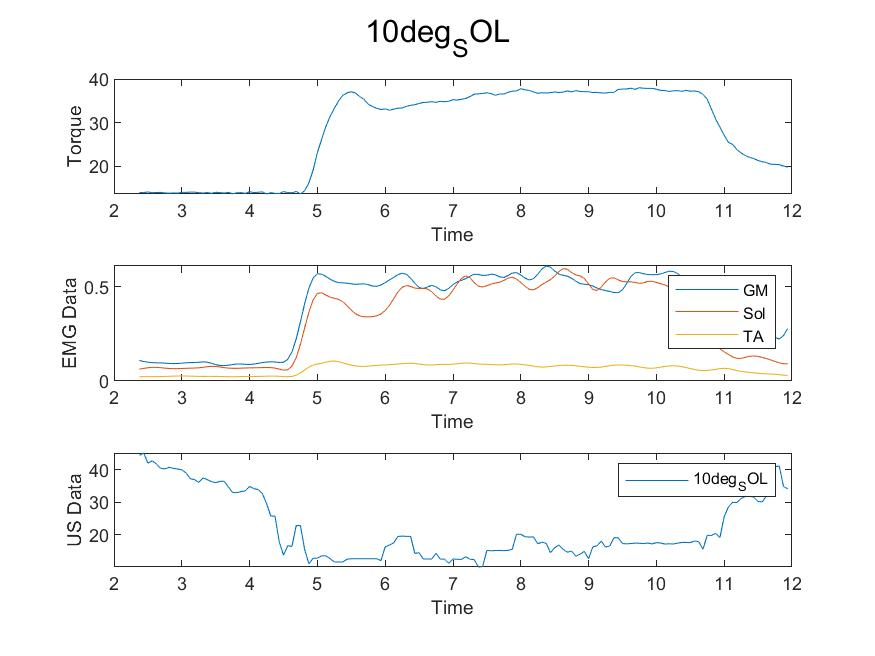 10deg_SOL
40
30
20
Torque
2 3 4 5 6 7 8 9 10 11 12
Time
0.5
0
EMG Data
GM
Sol
TA
2 3 4 5 6 7 8 9 10 11 12
Time
40
30
20
US Data
10deg_SOL
2 3 4 5 6 7 8 9 10 11 12
Time